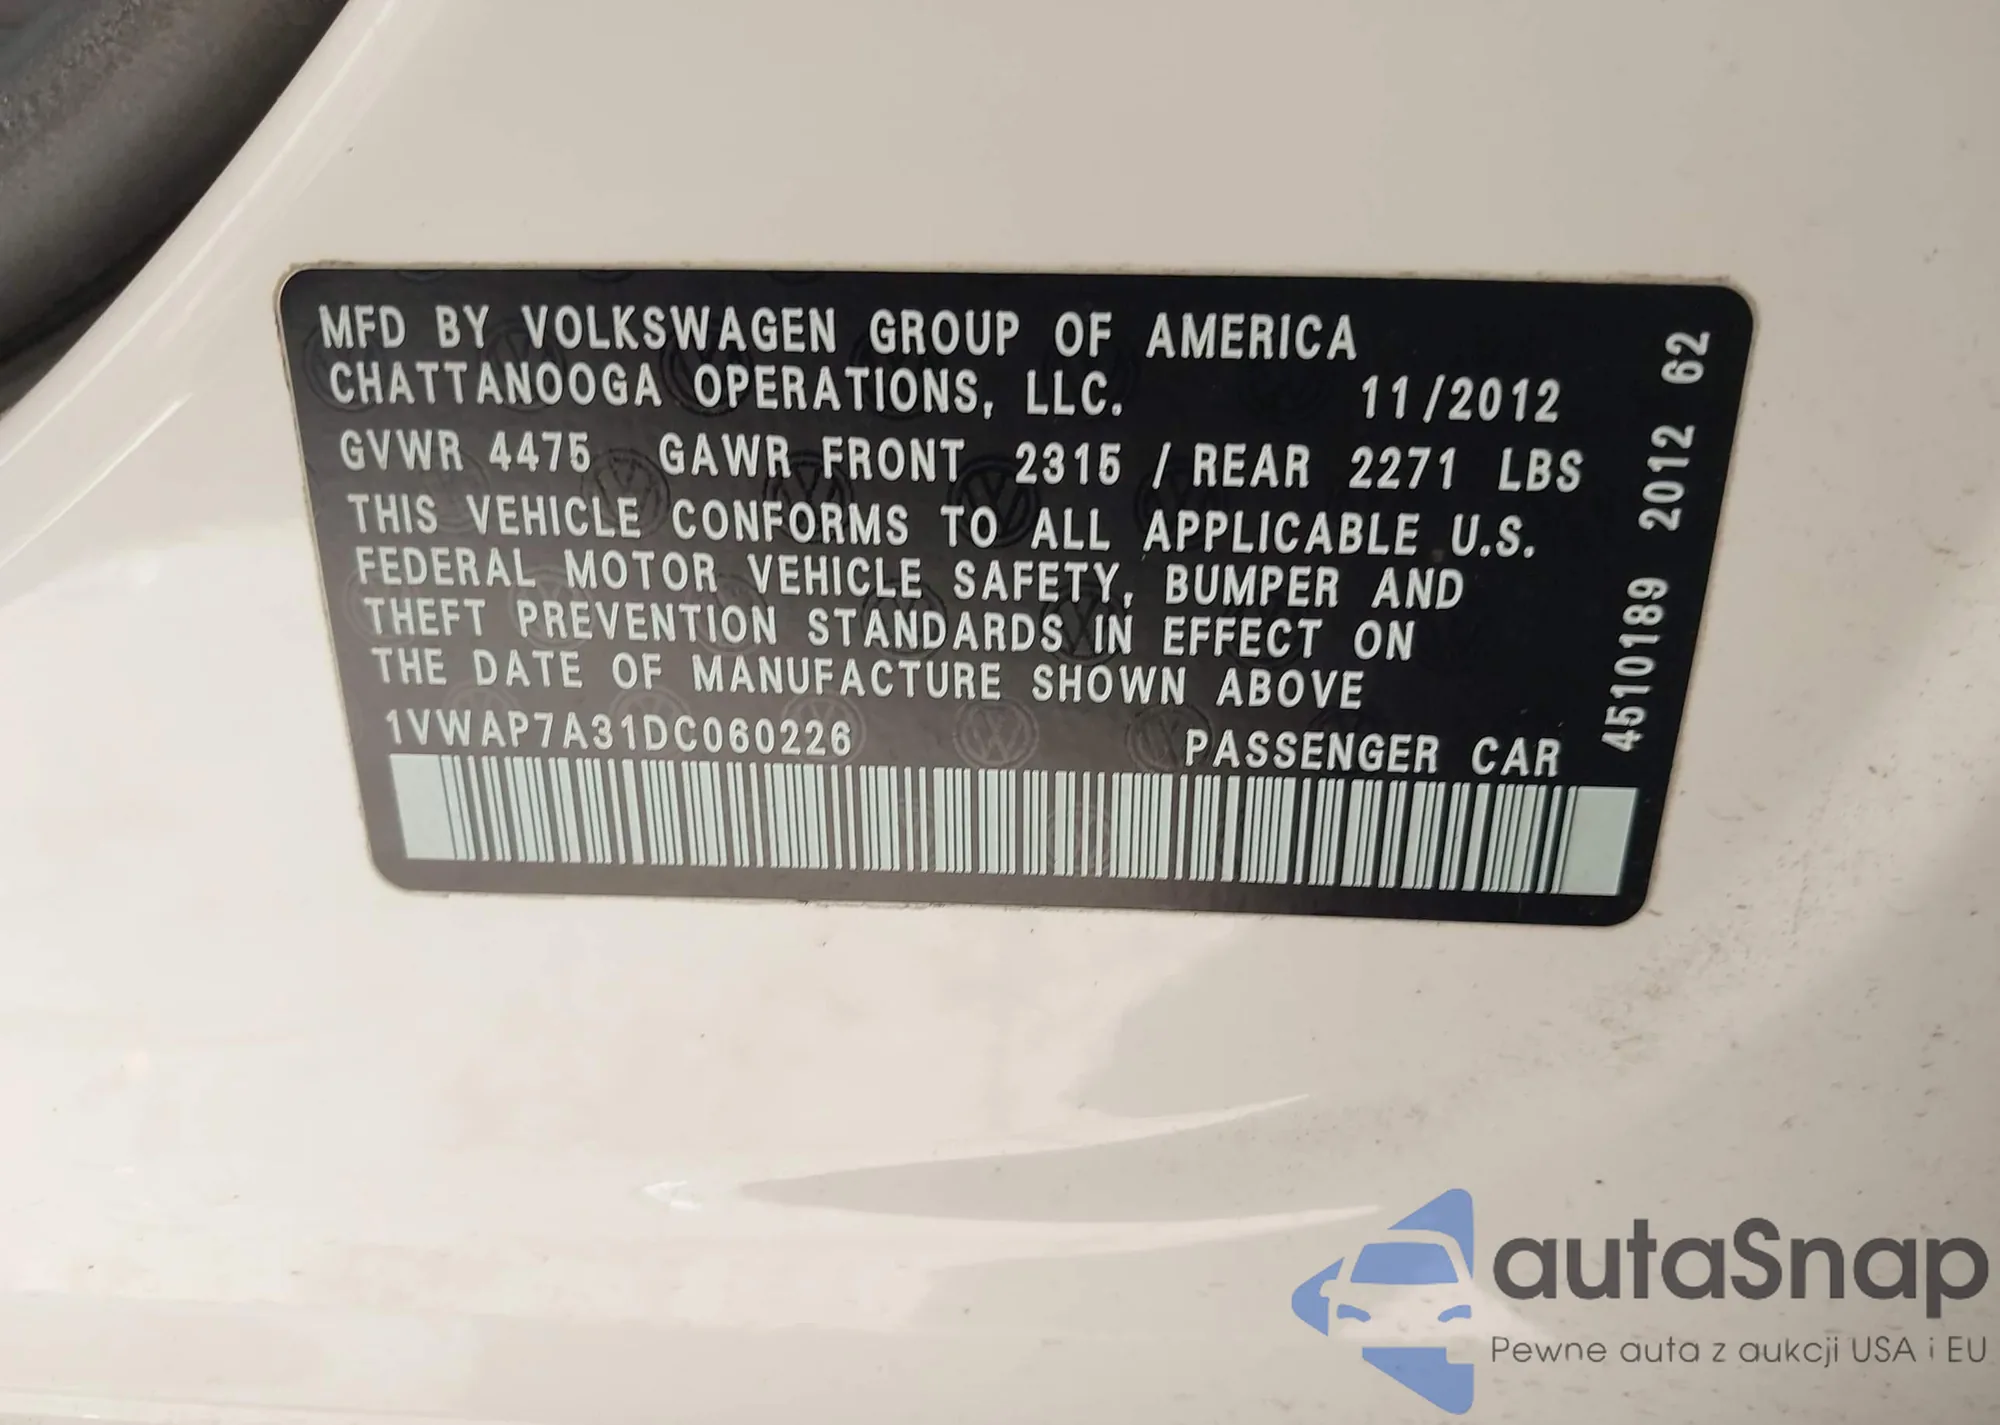 MFD BY VOLKSWAGEN GROUP OF AMERICA
CHATTANOOGA OPERATIONS, LLC. 11/2012
GVWR 4475 GAWR FRONT 2315 / REAR 2271 LBS
THIS VEHICLE CONFORMS TO ALL APPLICABLE U.S.
FEDERAL MOTOR VEHICLE SAFETY, BUMPER AND
THEFT PREVENTION STANDARDS IN EFFECT ON
THE DATE OF MANUFACTURE SHOWN ABOVE
1VWAP7A31DC060226 PASSENGER CAR
4510189 2012 62
autaSnap
Pewne auta z aukcji USA i EU